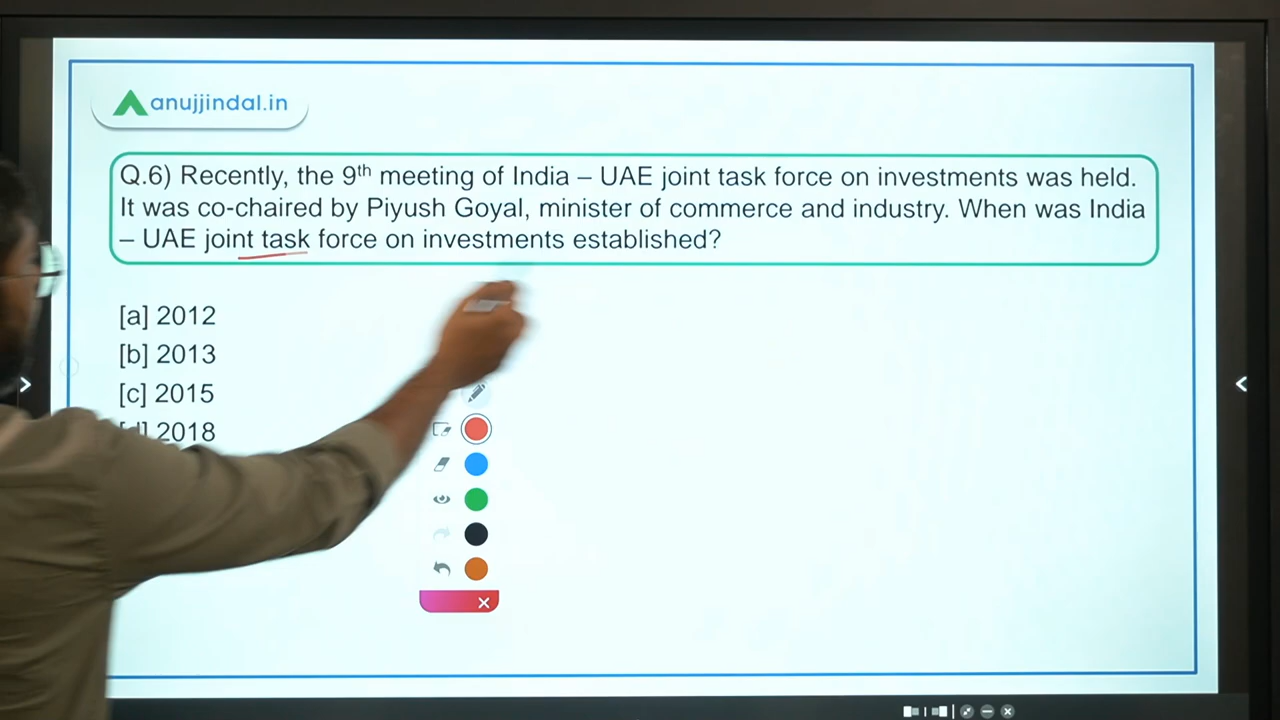 anujjindal.in
Q.6) Recently, the 9th meeting of India – UAE joint task force on investments was held.
It was co-chaired by Piyush Goyal, minister of commerce and industry. When was India
– UAE joint task force on investments established?
[a] 2012
[b] 2013
[c] 2015
[d] 2018